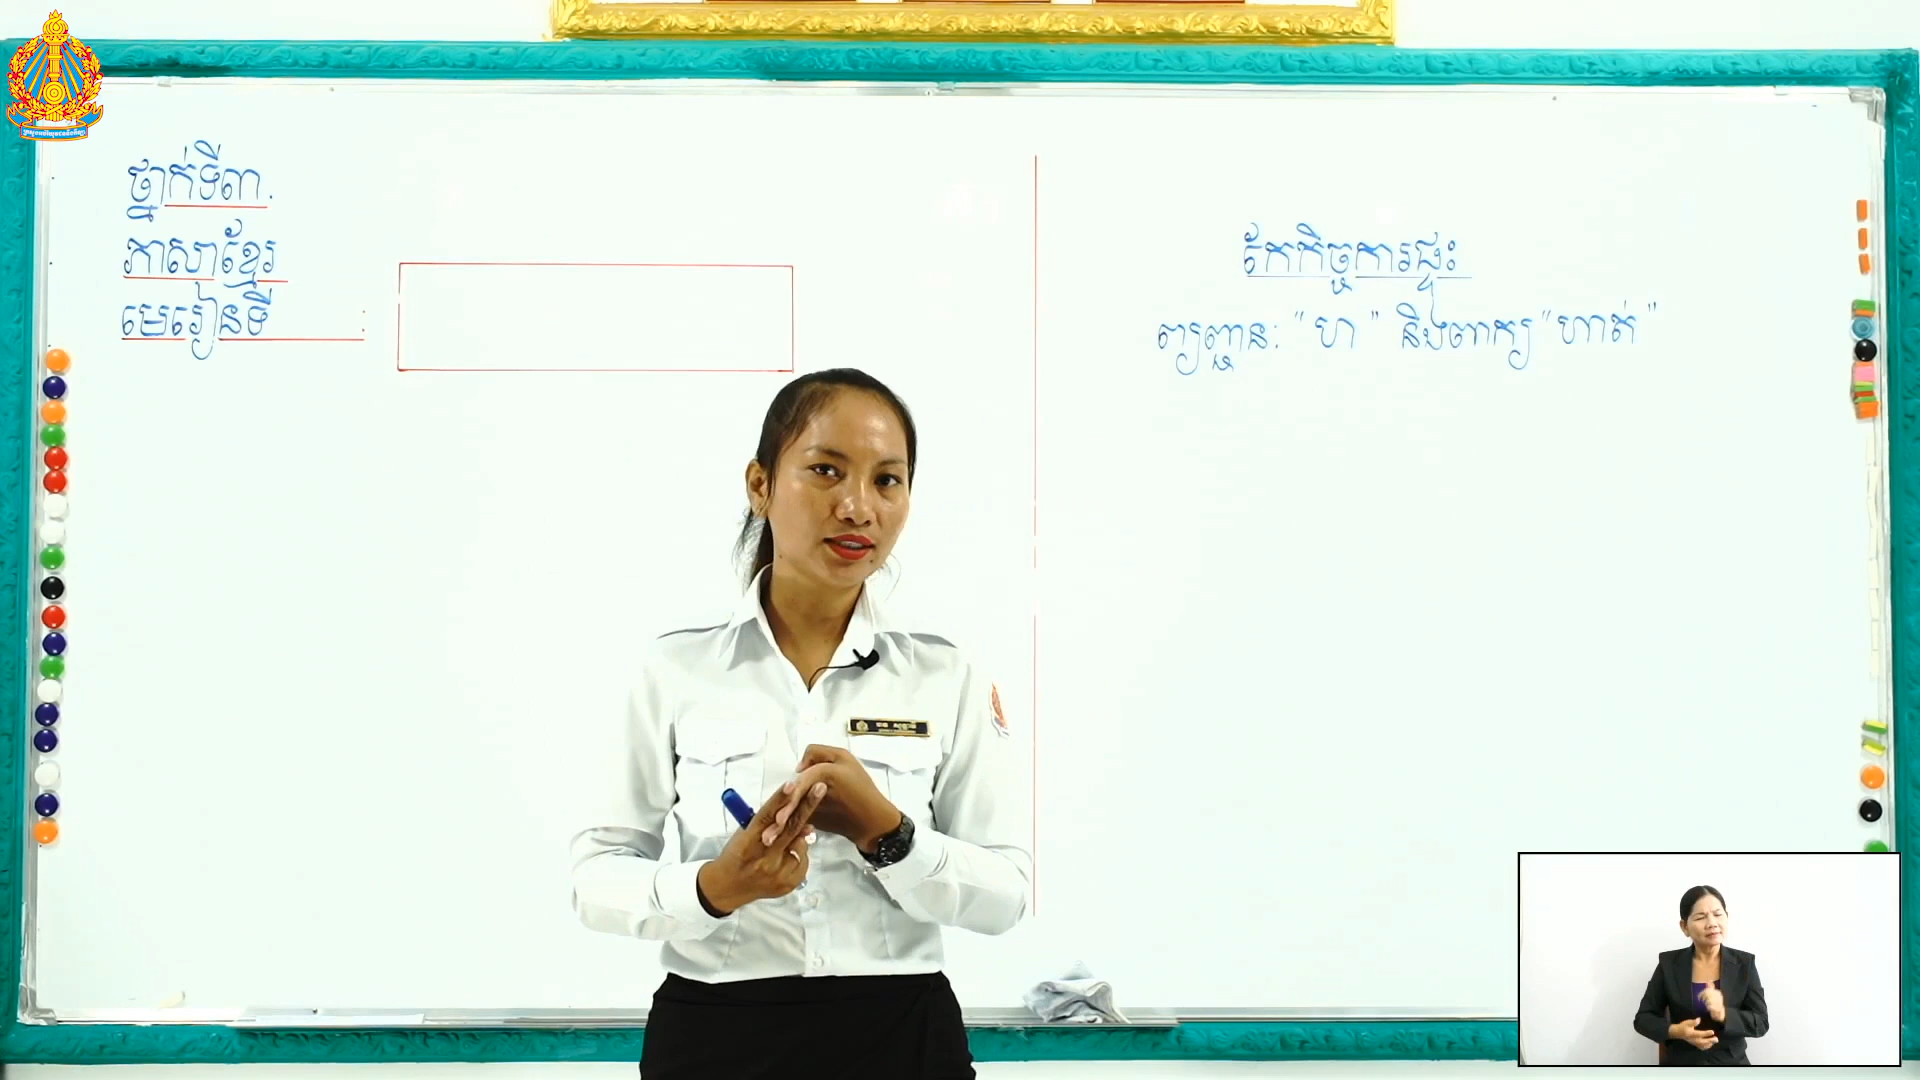 ថ្នាក់ទី៣.
ភាសាខ្មែរ
មេរៀនទី :
កែកិច្ចការផ្ទះ
ព្យញ្ជនៈ "ហ" និងពាក្យ "ហាត់"